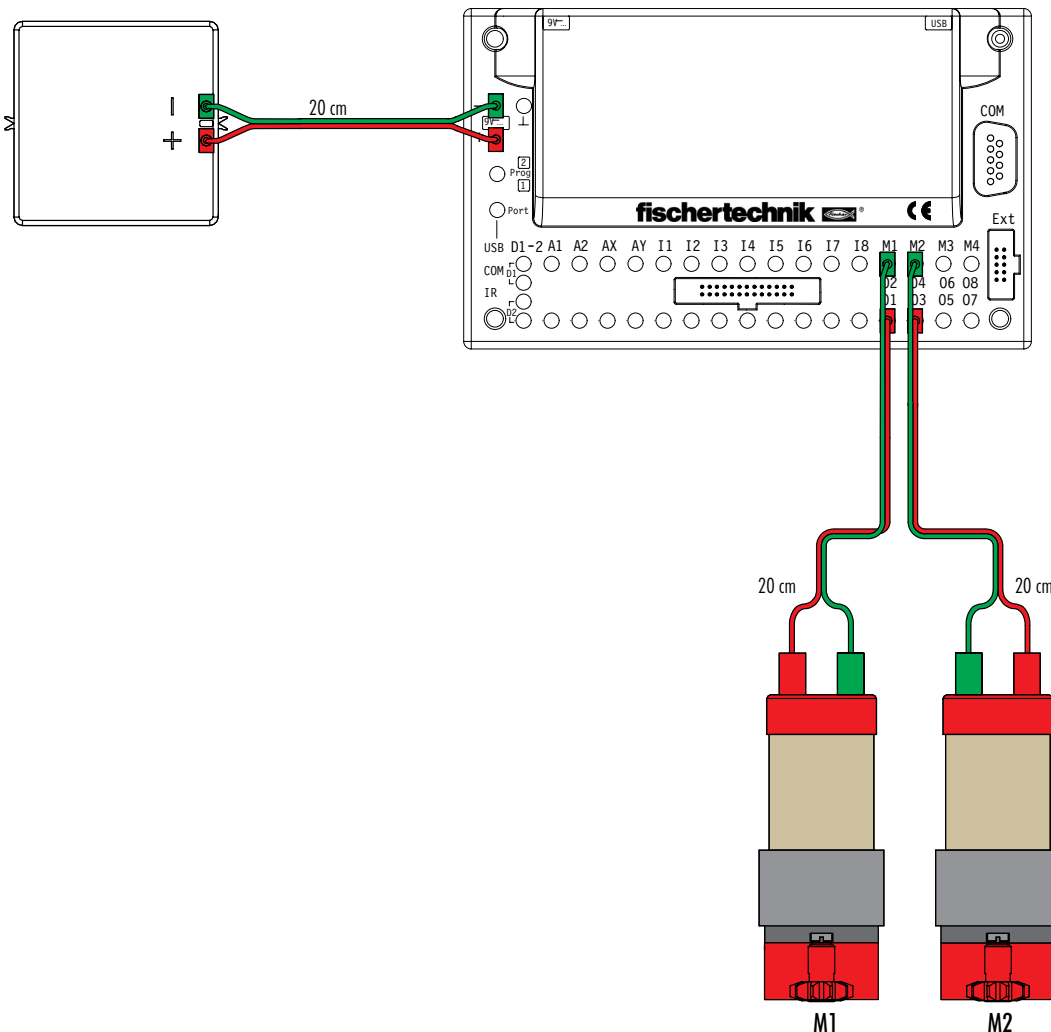 9V⎓
USB
−
+
20 cm
9V⎓
⊥
COM
2
Prog
1
Port
fischertechnik ®
CE
Ext
USB D1-2 A1 A2 AX AY I1 I2 I3 I4 I5 I6 I7 I8 M1 M2 M3 M4
COM D1
O2 O4 O6 O8
IR
O1 O3 O5 O7
D2
20 cm
20 cm
M1
M2